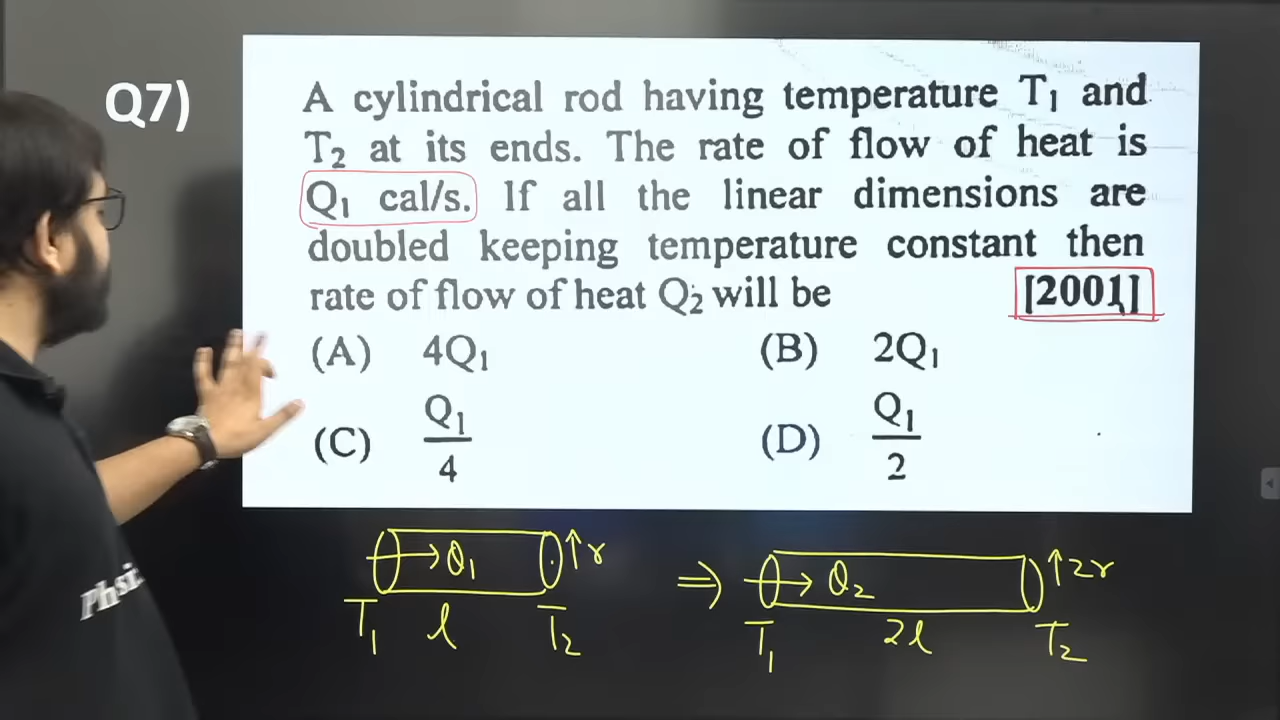 Q7)
A cylindrical rod having temperature T₁ and
T₂ at its ends. The rate of flow of heat is
Q₁ cal/s. If all the linear dimensions are
doubled keeping temperature constant then
rate of flow of heat Q₂ will be [2001]
(A) 4Q₁ (B) 2Q₁
(C) Q₁/4 (D) Q₁/2
Q₁ r ⇒ Q₂ 2r
T₁ l T₂ T₁ 2l T₂